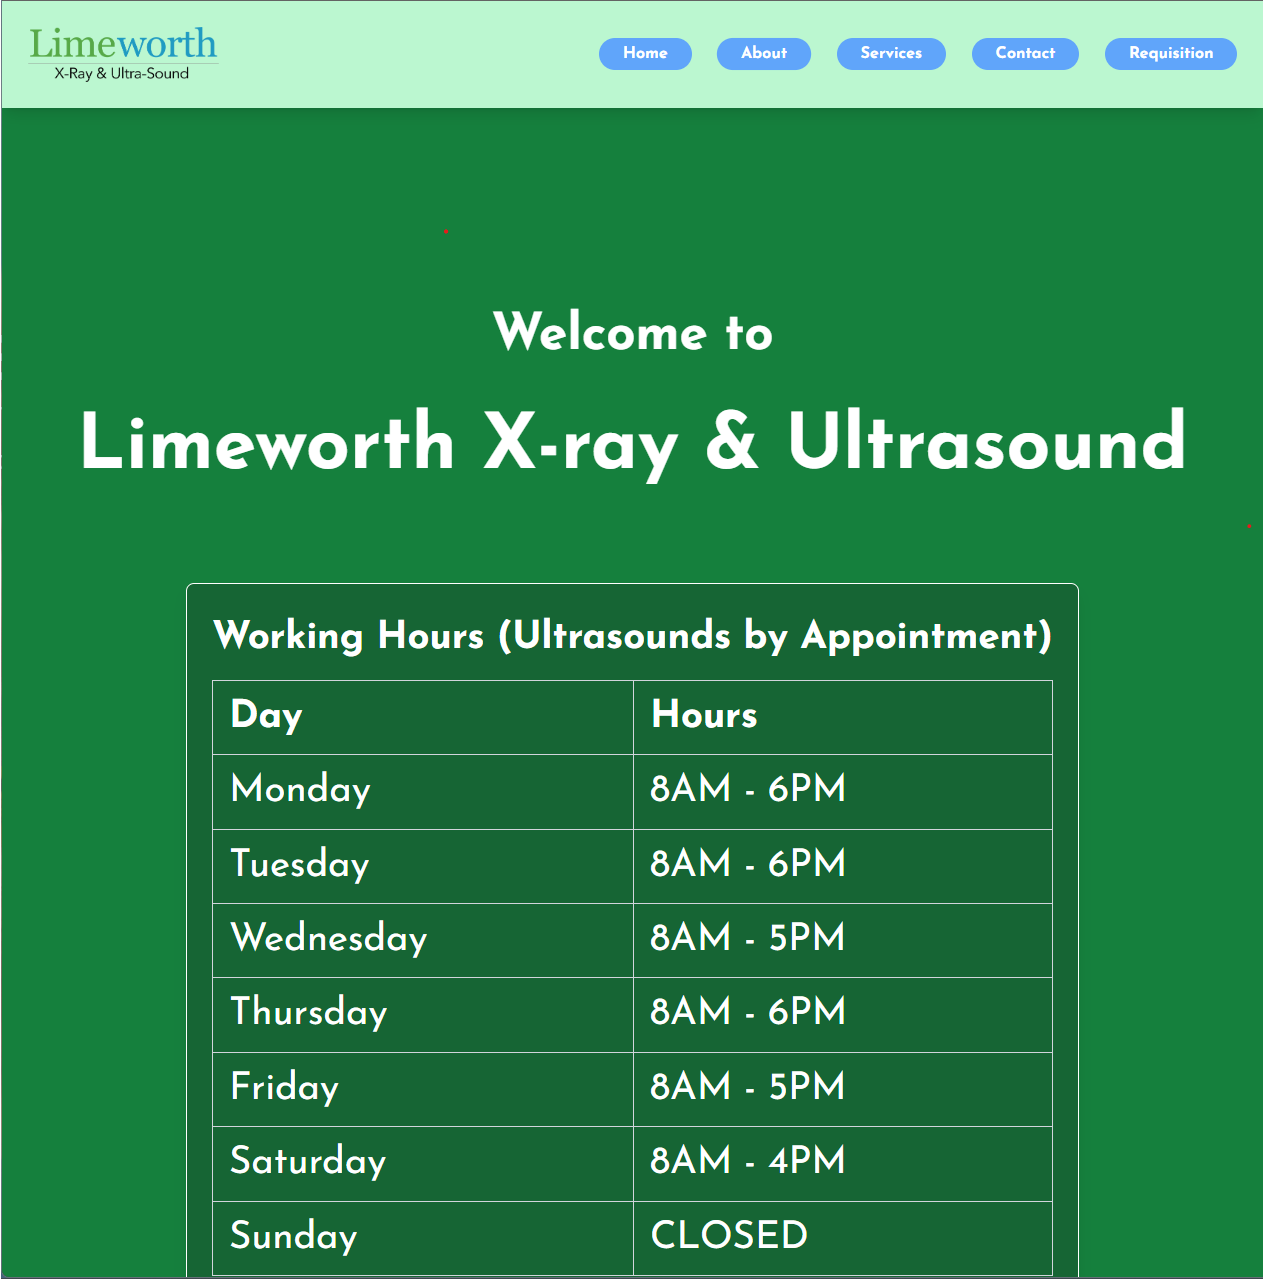 Limeworth
X-Ray & Ultra-Sound
Home About Services Contact Requisition
Welcome to
Limeworth X-ray & Ultrasound
Working Hours (Ultrasounds by Appointment)
Day Hours
Monday 8AM - 6PM
Tuesday 8AM - 6PM
Wednesday 8AM - 5PM
Thursday 8AM - 6PM
Friday 8AM - 5PM
Saturday 8AM - 4PM
Sunday CLOSED